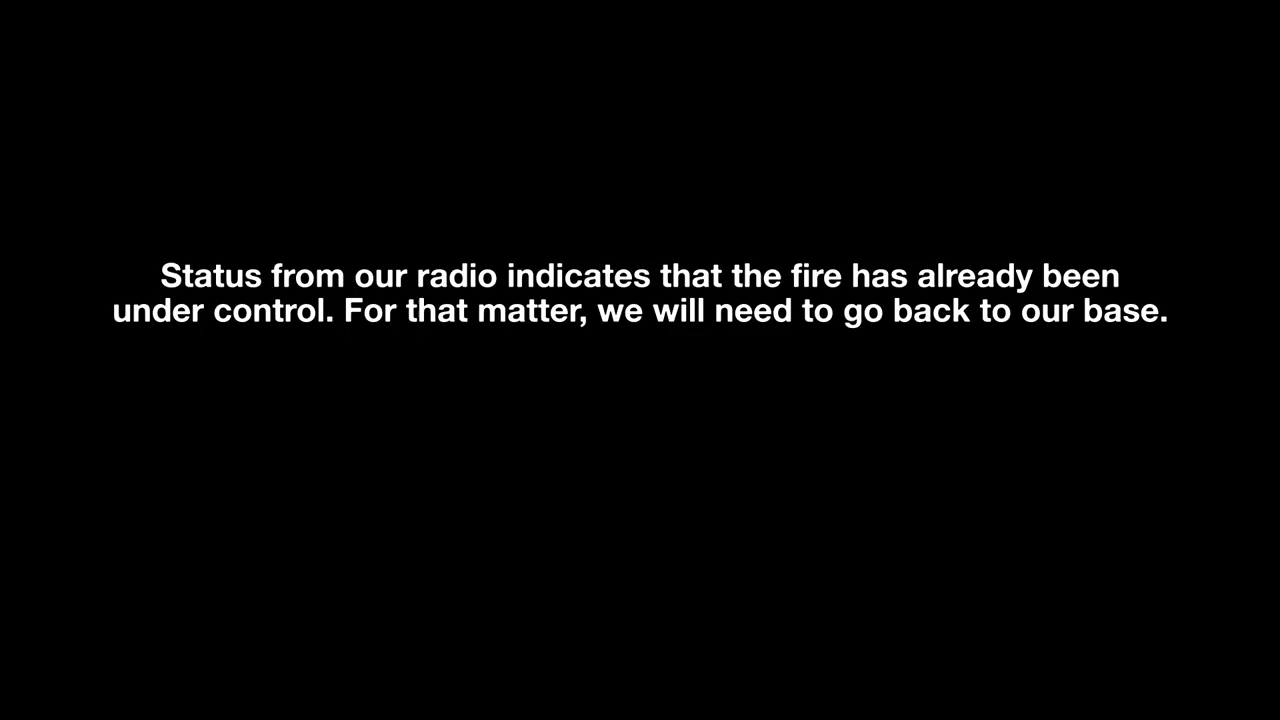 Status from our radio indicates that the fire has already been
under control. For that matter, we will need to go back to our base.